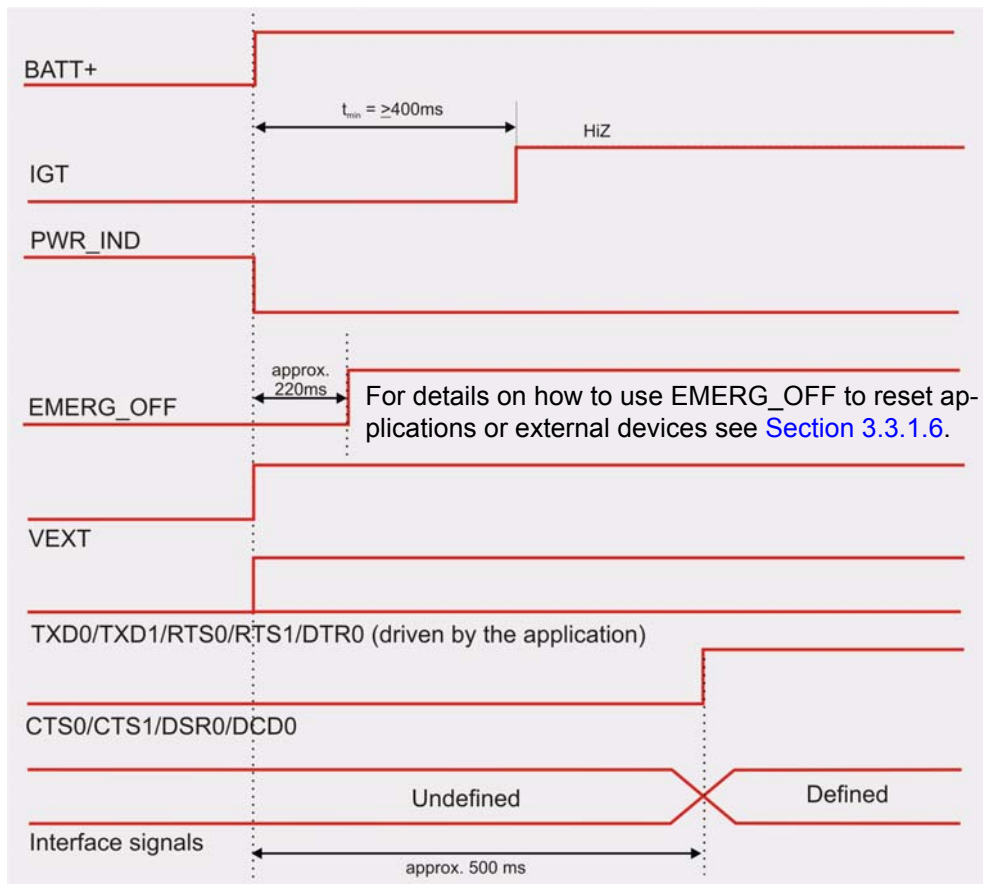 BATT+
tmin = ≥400ms
HiZ
IGT
PWR_IND
approx.
220ms
EMERG_OFF
For details on how to use EMERG_OFF to reset ap-
plications or external devices see Section 3.3.1.6.
VEXT
TXD0/TXD1/RTS0/RTS1/DTR0 (driven by the application)
CTS0/CTS1/DSR0/DCD0
Undefined
Defined
Interface signals
approx. 500 ms